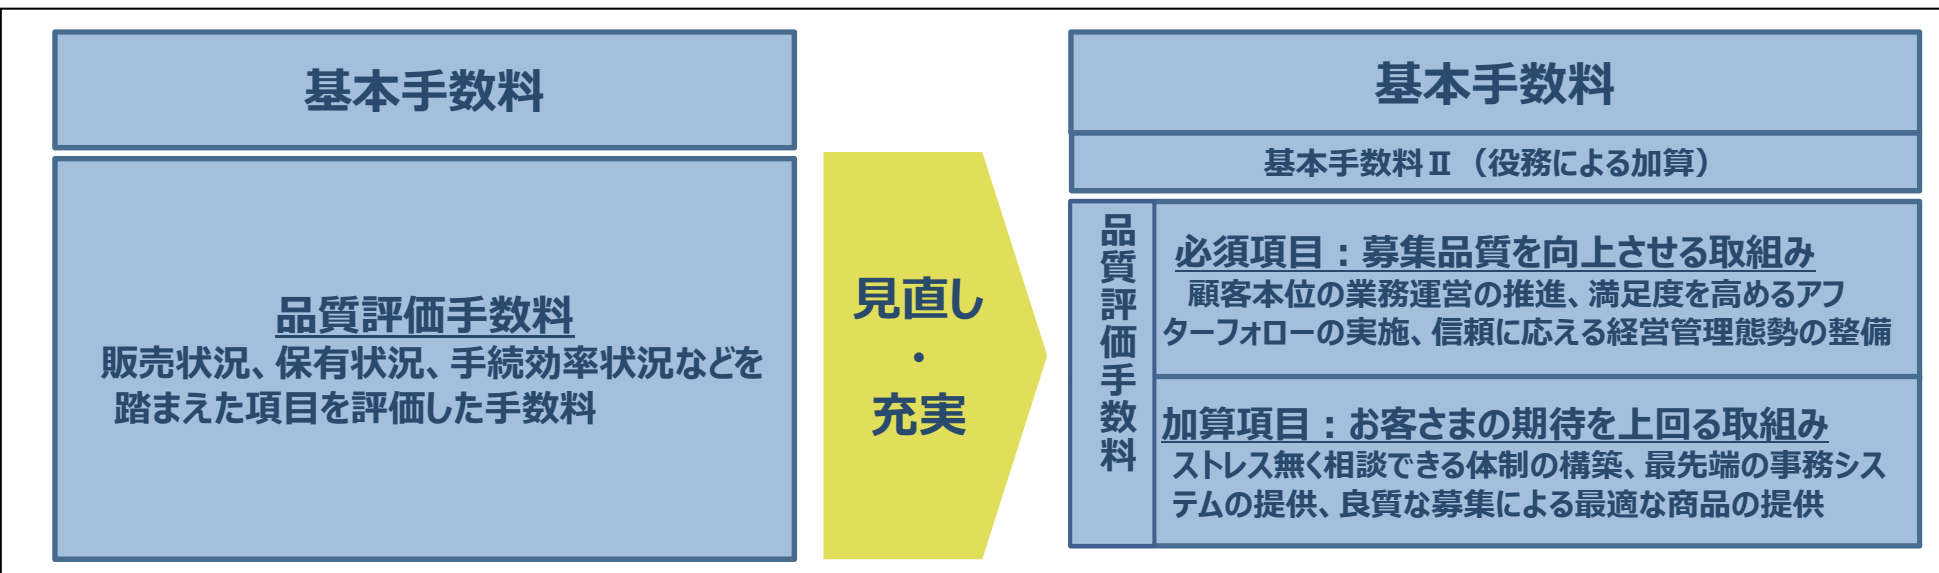 基本手数料
品質評価手数料
販売状況、保有状況、手続効率状況などを
踏まえた項目を評価した手数料
見直し
・
充実
基本手数料
基本手数料Ⅱ（役務による加算）
品質評価手数料
必須項目：募集品質を向上させる取組み
顧客本位の業務運営の推進、満足度を高めるアフ
ターフォローの実施、信頼に応える経営管理態勢の整備
加算項目：お客さまの期待を上回る取組み
ストレス無く相談できる体制の構築、最先端の事務シス
テムの提供、良質な募集による最適な商品の提供